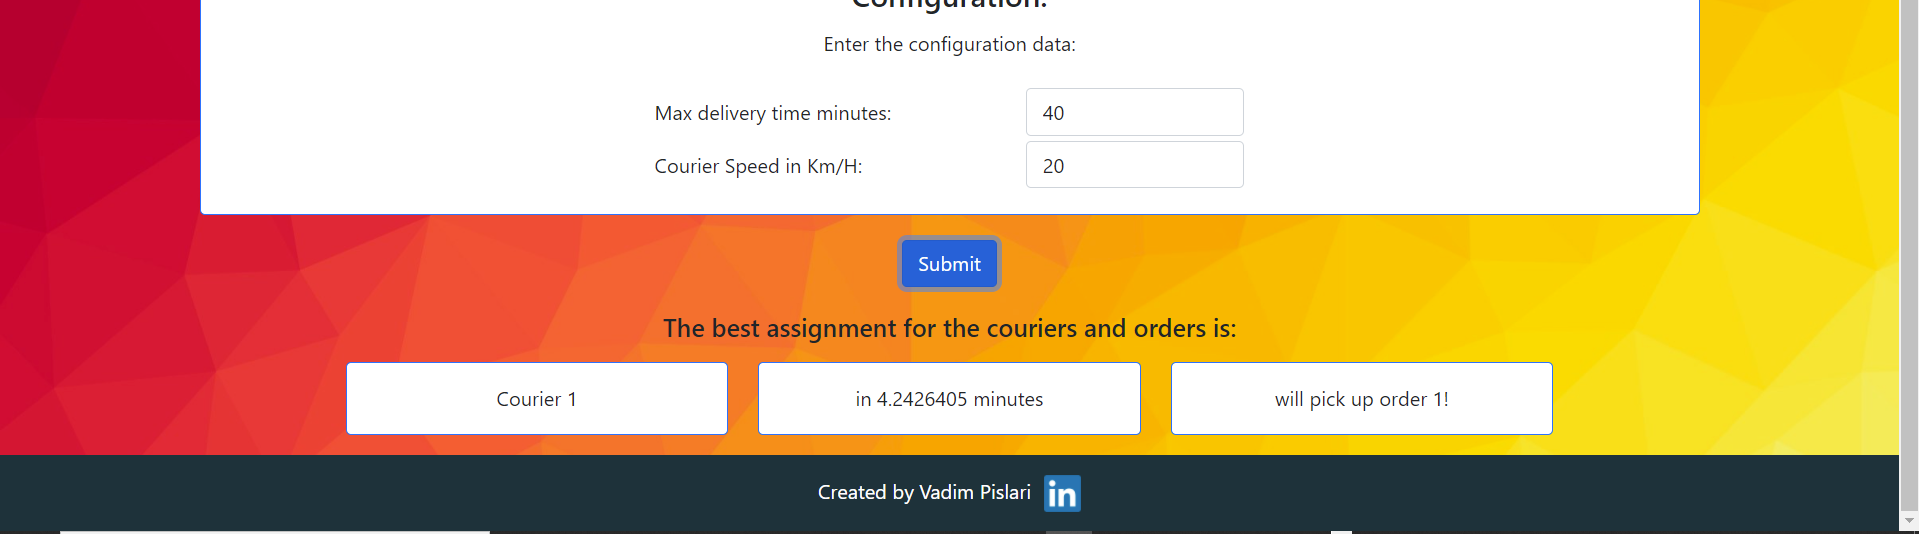 Configuration:
Enter the configuration data:
Max delivery time minutes: 40
Courier Speed in Km/H: 20
Submit
The best assignment for the couriers and orders is:
Courier 1
in 4.2426405 minutes
will pick up order 1!
Created by Vadim Pislari in